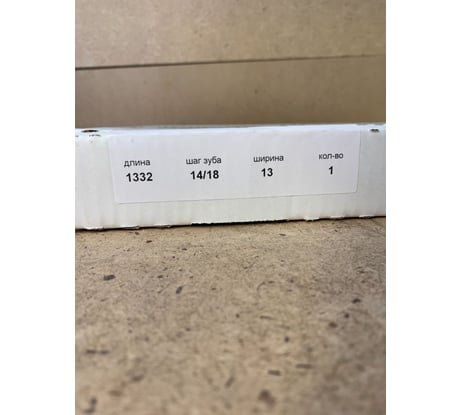 длина шаг зуба ширина кол-во
1332 14/18 13 1